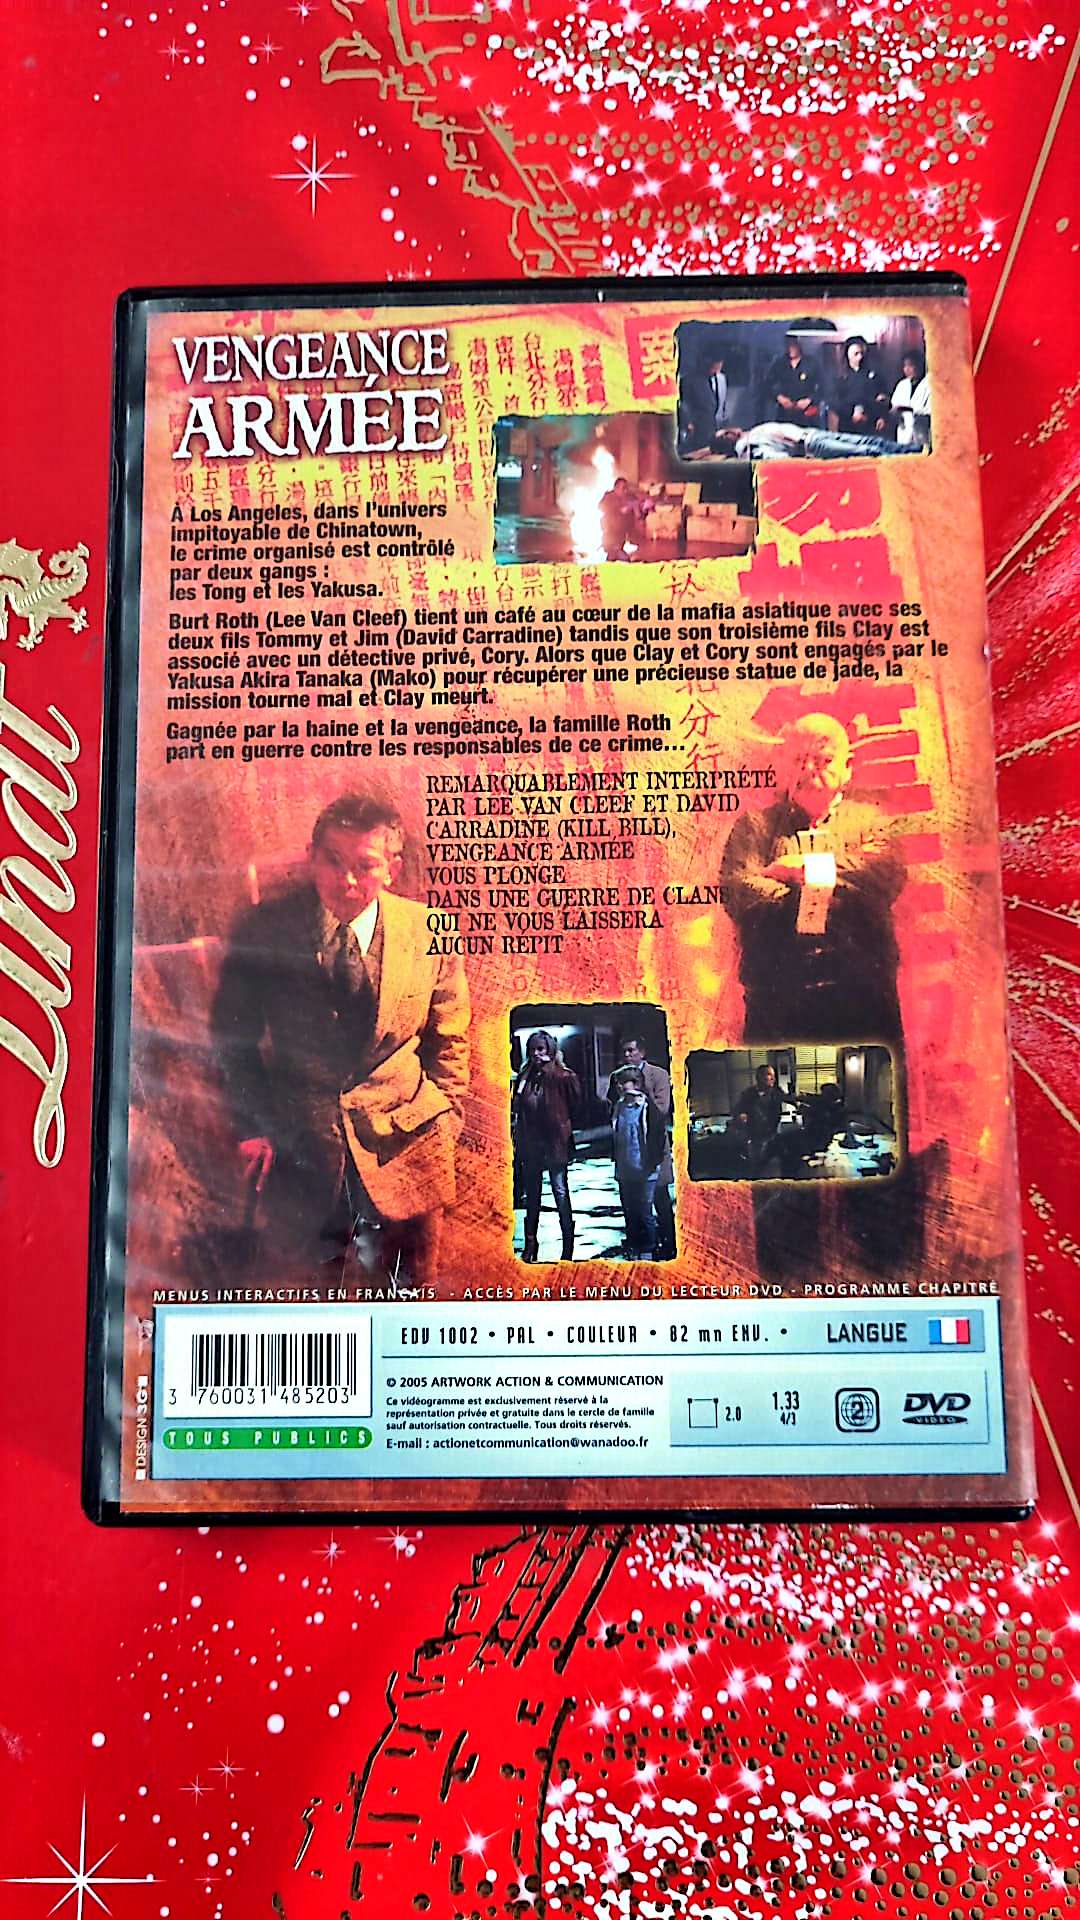 VENGEANCE
ARMÉE
À Los Angeles, dans l'univers
impitoyable de Chinatown,
le crime organisé est contrôlé
par deux gangs :
les Tong et les Yakusa.
Burt Roth (Lee Van Cleef) tient un café au cœur de la mafia asiatique avec ses
deux fils Tommy et Jim (David Carradine) tandis que son troisième fils Clay est
associé avec un détective privé, Cory. Alors que Clay et Cory sont engagés par le
Yakusa Akira Tanaka (Mako) pour récupérer une précieuse statue de jade, la
mission tourne mal et Clay meurt.
Gagnée par la haine et la vengeance, la famille Roth
part en guerre contre les responsables de ce crime...
REMARQUABLEMENT INTERPRÉTÉ
PAR LEE VAN CLEEF ET DAVID
CARRADINE (KILL BILL),
VENGEANCE ARMÉE
VOUS PLONGE
DANS UNE GUERRE DE CLANS
QUI NE VOUS LAISSERA
AUCUN RÉPIT
Lindt
MENUS INTERACTIFS EN FRANÇAIS - ACCÈS PAR LE MENU DU LECTEUR DVD - PROGRAMME CHAPITRÉ
EDV 1002 • PAL • COULEUR • 82 mn ENV. •
LANGUE
3 760031 485203
TOUS PUBLICS
DESIGN 3G
© 2005 ARTWORK ACTION & COMMUNICATION
Ce vidéogramme est exclusivement réservé à la
représentation privée et gratuite dans le cercle de famille
sauf autorisation contractuelle. Tous droits réservés.
E-mail : actionetcommunication@wanadoo.fr
2.0
1.33
4/3
2
DVD
VIDEO